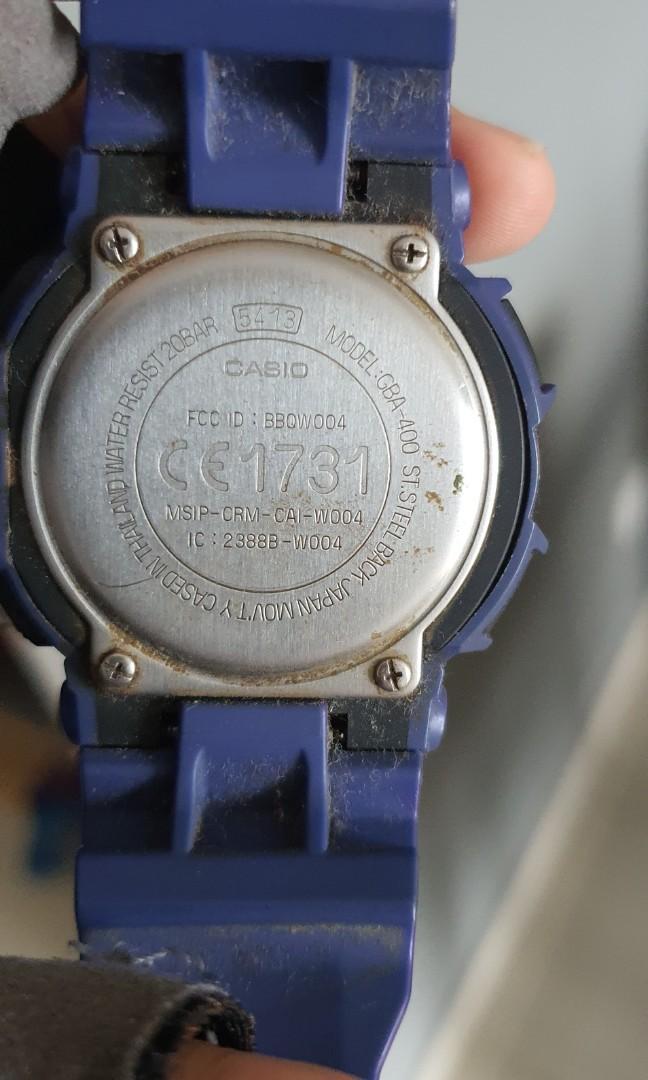 WATER RESIST 20BAR 5413 MODEL:GBA-400 ST.STEEL BACK JAPAN MOV'T Y CASED IN THAILAND
CASIO
FCC ID : BBQW004
CE1731
MSIP-CRM-CAI-W004
IC : 2388B-W004